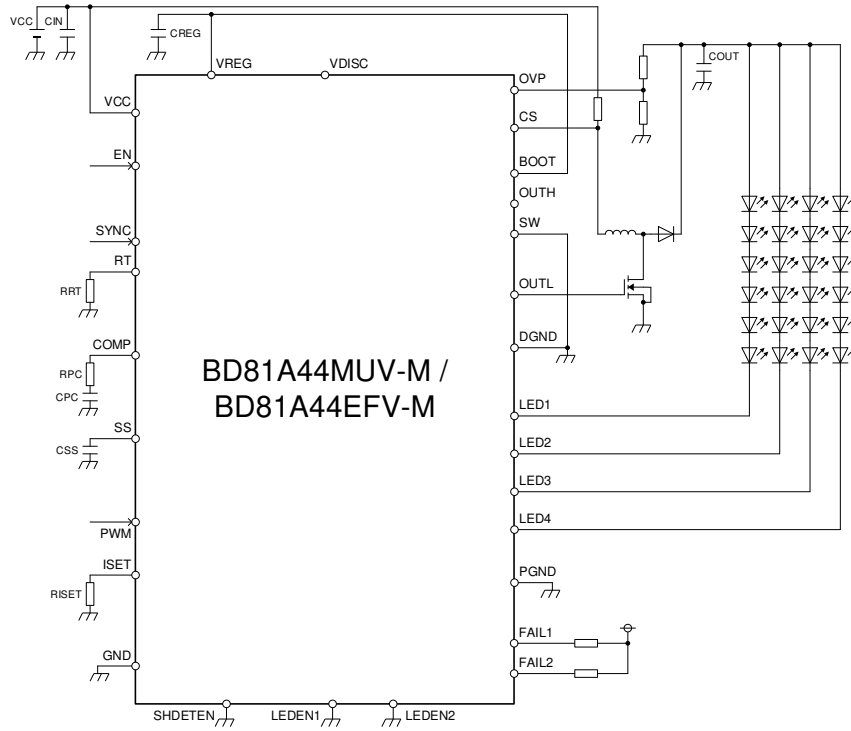 VCC
CIN
CREG
COUT
VREG
VDISC
OVP
VCC
CS
EN
BOOT
OUTH
SYNC
SW
RT
RRT
OUTL
COMP
DGND
RPC
CPC
BD81A44MUV-M /
BD81A44EFV-M
LED1
SS
CSS
LED2
LED3
LED4
PWM
ISET
PGND
RISET
FAIL1
GND
FAIL2
SHDETEN
LEDEN1
LEDEN2